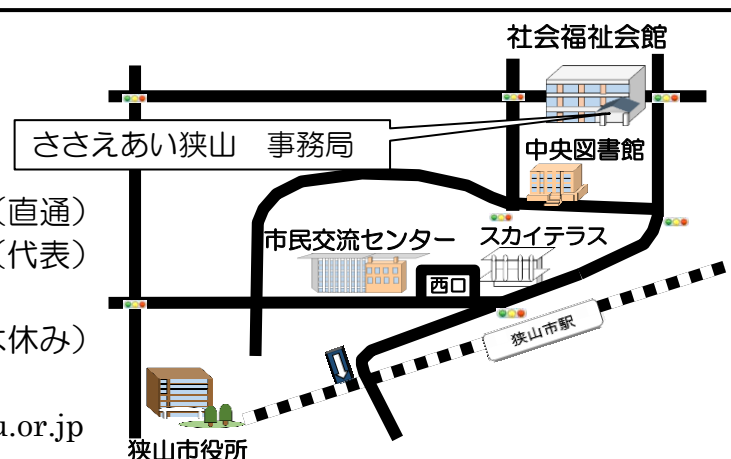 社会福祉会館
ささえあい狭山　事務局
中央図書館
（直通）
（代表）
市民交流センター
スカイテラス
西口
狭山市駅
休み）
u.or.jp
狭山市役所